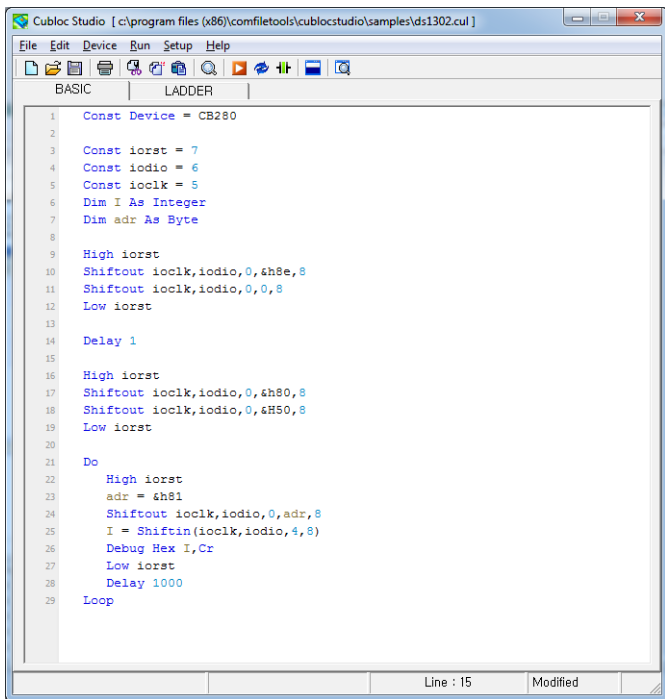 Cubloc Studio [ c:\program files (x86)\comfiletools\cublocstudio\samples\ds1302.cul ]
File Edit Device Run Setup Help
BASIC LADDER
1 Const Device = CB280
2
3 Const iorst = 7
4 Const iodio = 6
5 Const ioclk = 5
6 Dim I As Integer
7 Dim adr As Byte
8
9 High iorst
10 Shiftout ioclk,iodio,0,&h8e,8
11 Shiftout ioclk,iodio,0,0,8
12 Low iorst
13
14 Delay 1
15
16 High iorst
17 Shiftout ioclk,iodio,0,&h80,8
18 Shiftout ioclk,iodio,0,&H50,8
19 Low iorst
20
21 Do
22 High iorst
23 adr = &h81
24 Shiftout ioclk,iodio,0,adr,8
25 I = Shiftin(ioclk,iodio,4,8)
26 Debug Hex I,Cr
27 Low iorst
28 Delay 1000
29 Loop
Line : 15 Modified